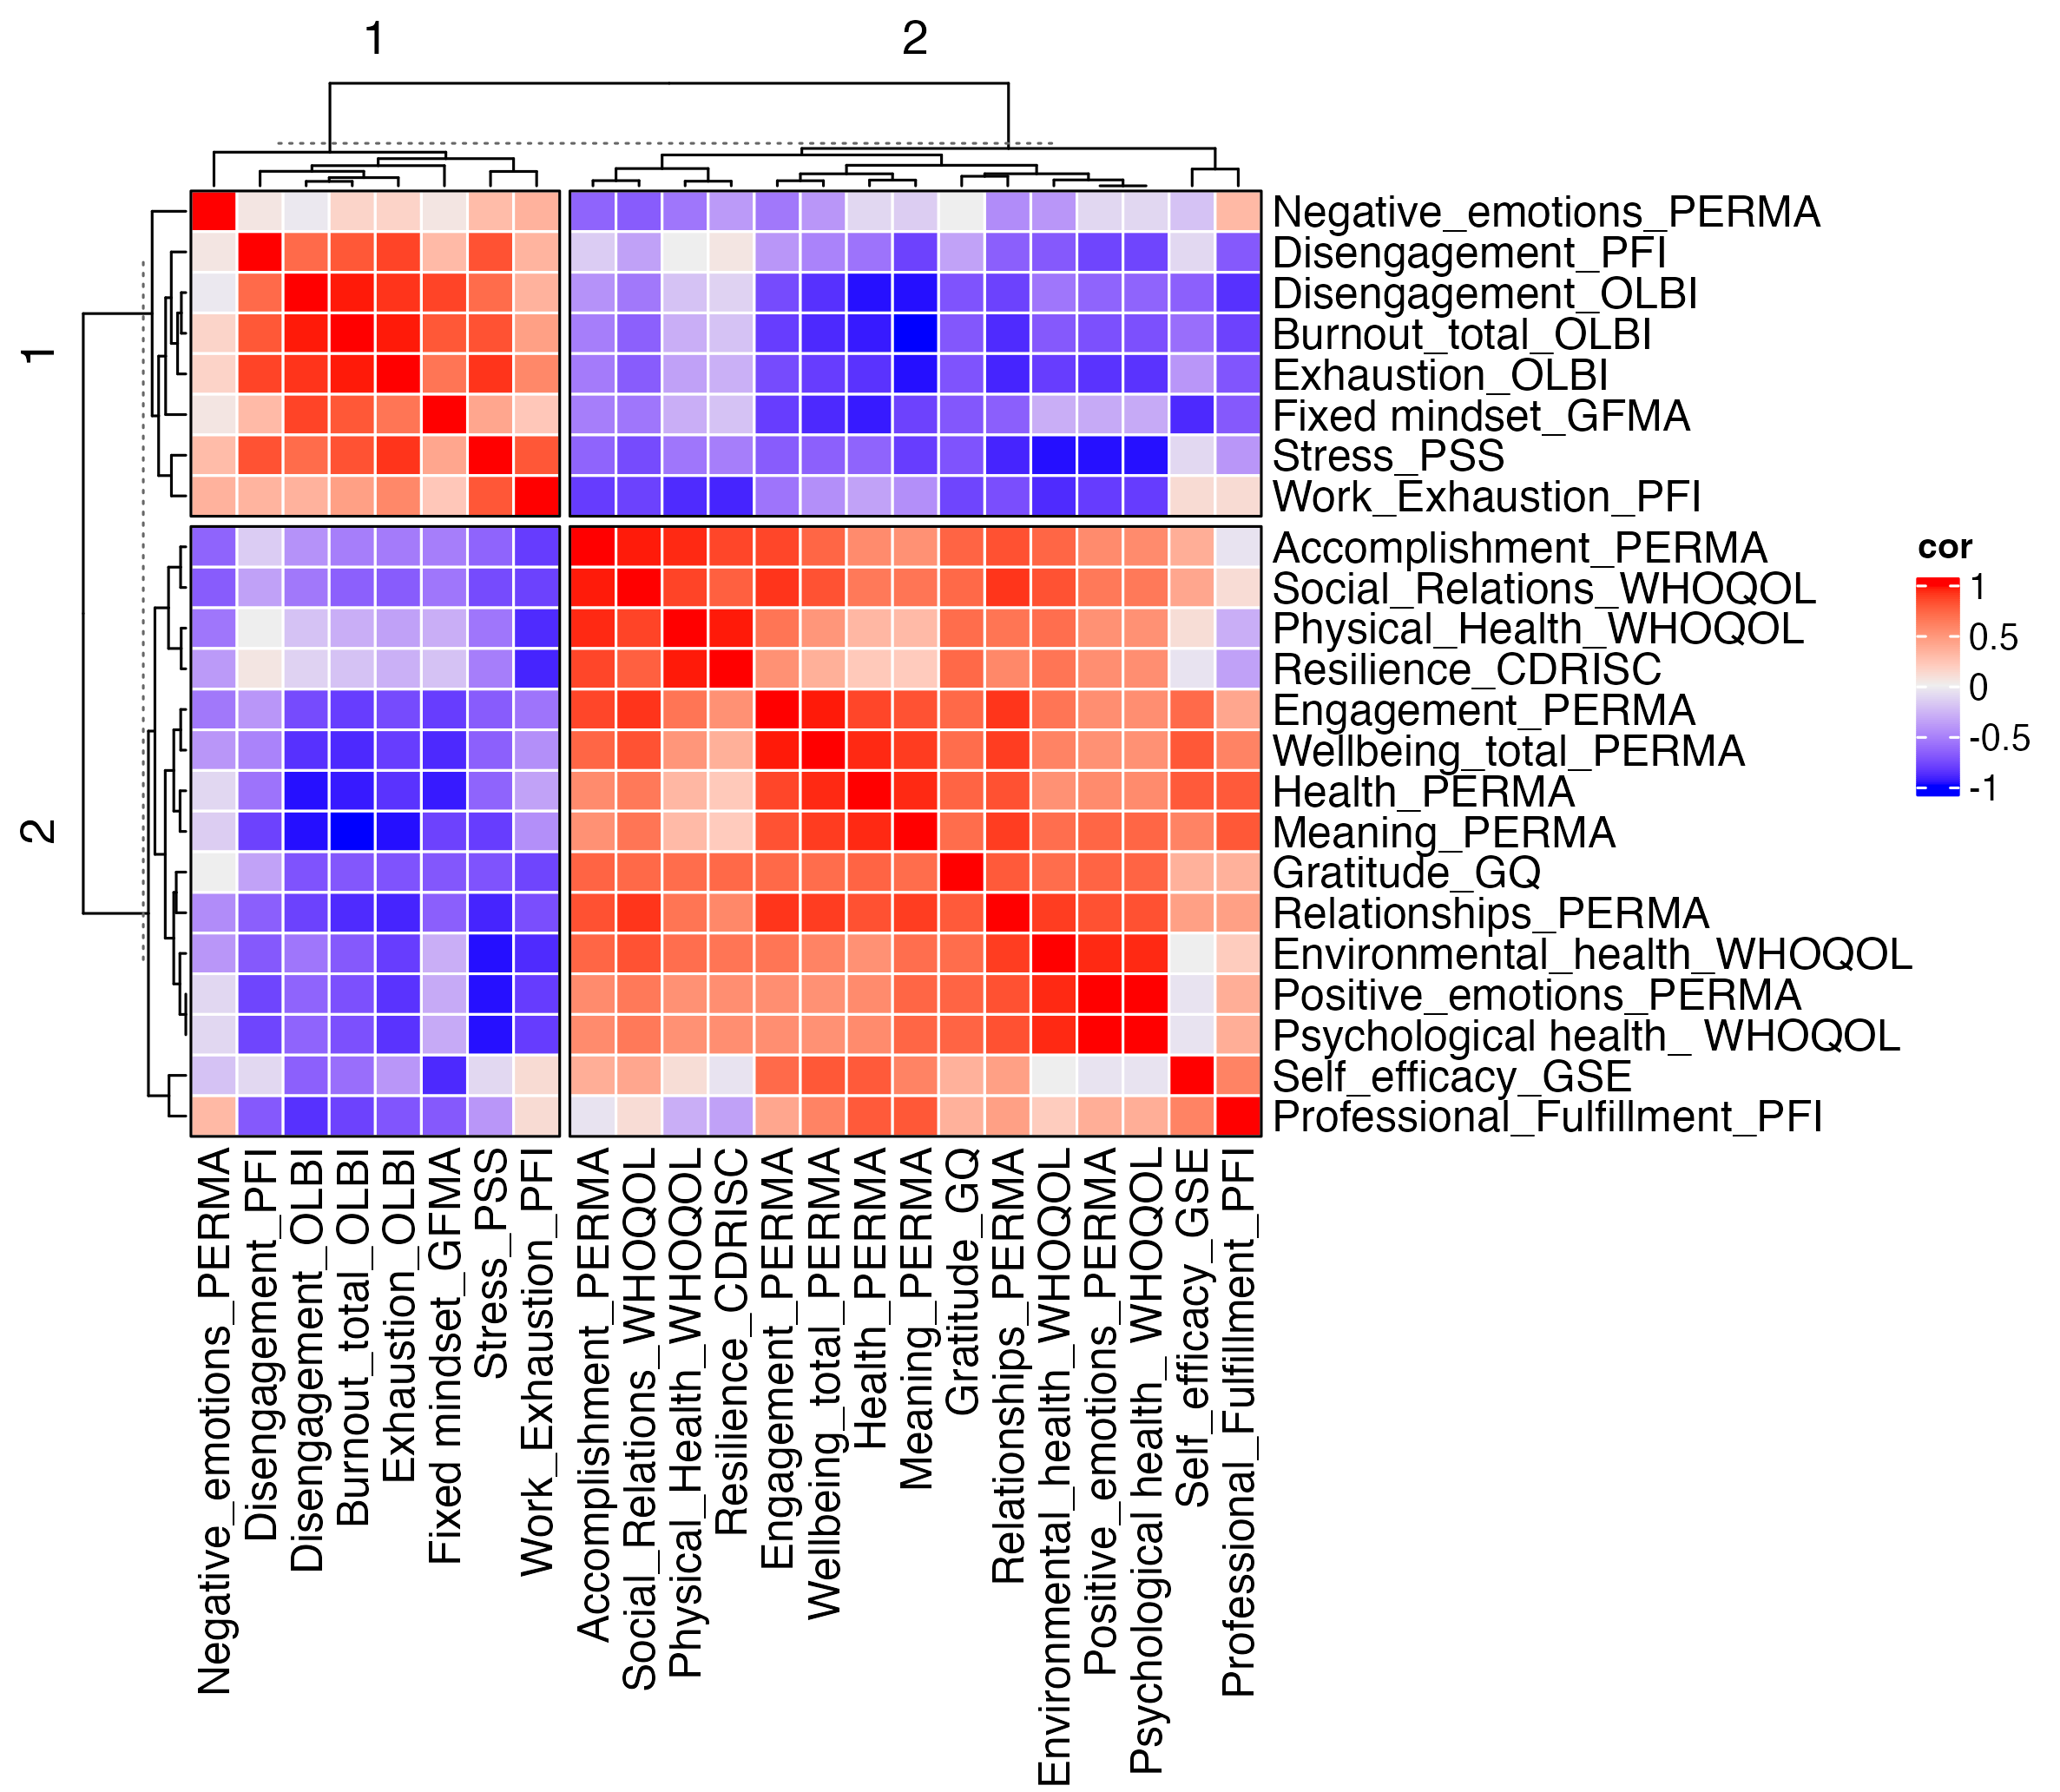 1
2
1
2
Negative_emotions_PERMA
Disengagement_PFI
Disengagement_OLBI
Burnout_total_OLBI
Exhaustion_OLBI
Fixed mindset_GFMA
Stress_PSS
Work_Exhaustion_PFI
Accomplishment_PERMA
Social_Relations_WHOQOL
Physical_Health_WHOQOL
Resilience_CDRISC
Engagement_PERMA
Wellbeing_total_PERMA
Health_PERMA
Meaning_PERMA
Gratitude_GQ
Relationships_PERMA
Environmental_health_WHOQOL
Positive_emotions_PERMA
Psychological health_ WHOQOL
Self_efficacy_GSE
Professional_Fulfillment_PFI
cor
1
0.5
0
-0.5
-1
Negative_emotions_PERMA
Disengagement_PFI
Disengagement_OLBI
Burnout_total_OLBI
Exhaustion_OLBI
Fixed mindset_GFMA
Stress_PSS
Work_Exhaustion_PFI
Accomplishment_PERMA
Social_Relations_WHOQOL
Physical_Health_WHOQOL
Resilience_CDRISC
Engagement_PERMA
Wellbeing_total_PERMA
Health_PERMA
Meaning_PERMA
Gratitude_GQ
Relationships_PERMA
Environmental_health_WHOQOL
Positive_emotions_PERMA
Psychological health_ WHOQOL
Self_efficacy_GSE
Professional_Fulfillment_PFI